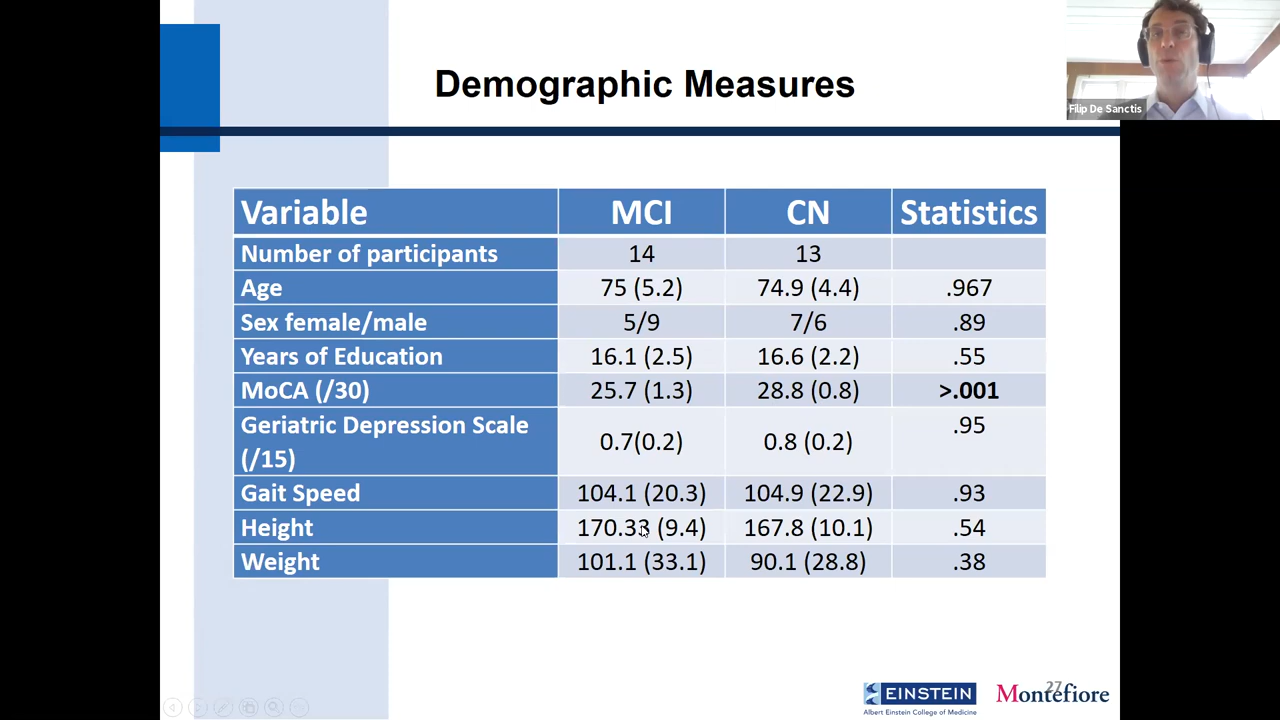 Demographic Measures
Filip De Sanctis
Variable MCI CN Statistics
Number of participants 14 13
Age 75 (5.2) 74.9 (4.4) .967
Sex female/male 5/9 7/6 .89
Years of Education 16.1 (2.5) 16.6 (2.2) .55
MoCA (/30) 25.7 (1.3) 28.8 (0.8) >.001
Geriatric Depression Scale
(/15) 0.7(0.2) 0.8 (0.2) .95
Gait Speed 104.1 (20.3) 104.9 (22.9) .93
Height 170.33 (9.4) 167.8 (10.1) .54
Weight 101.1 (33.1) 90.1 (28.8) .38
27
EINSTEIN
Albert Einstein College of Medicine
Montefiore